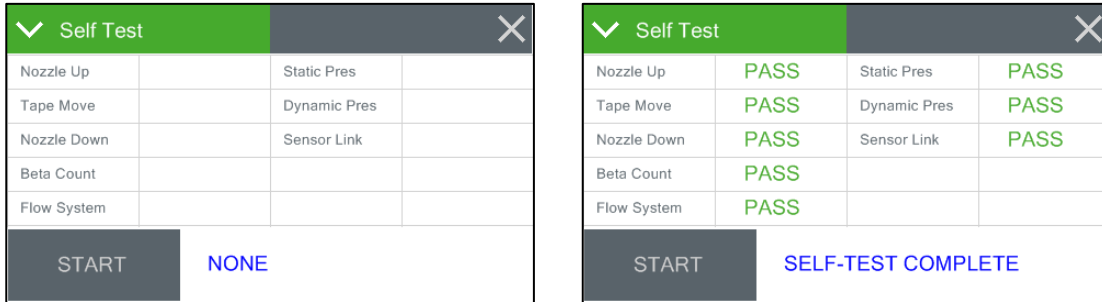 Self Test
Nozzle Up Static Pres
Tape Move Dynamic Pres
Nozzle Down Sensor Link
Beta Count
Flow System
START NONE
Self Test
Nozzle Up PASS Static Pres PASS
Tape Move PASS Dynamic Pres PASS
Nozzle Down PASS Sensor Link PASS
Beta Count PASS
Flow System PASS
START SELF-TEST COMPLETE